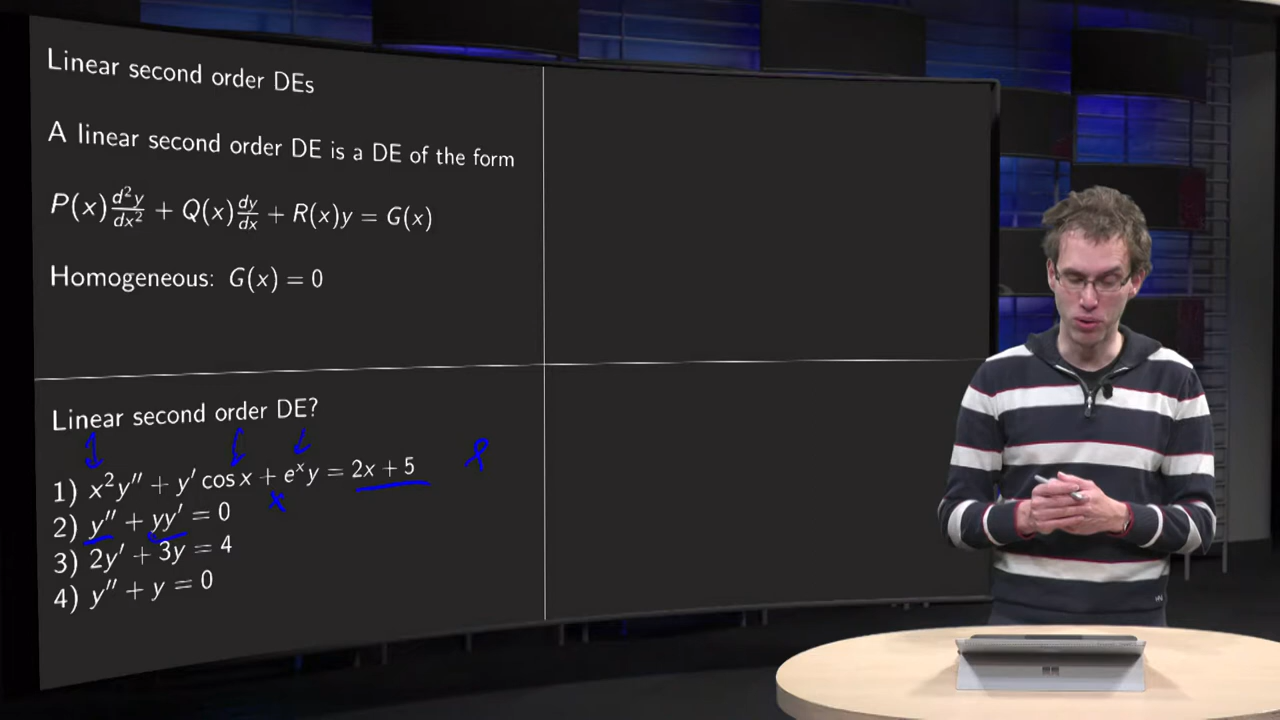 Linear second order DEs
A linear second order DE is a DE of the form
P(x) d²y/dx² + Q(x) dy/dx + R(x)y = G(x)
Homogeneous: G(x) = 0
Linear second order DE?
1) x²y'' + y' cos x + eˣy = 2x + 5
2) y'' + yy' = 0
x
3) 2y' + 3y = 4
4) y'' + y = 0